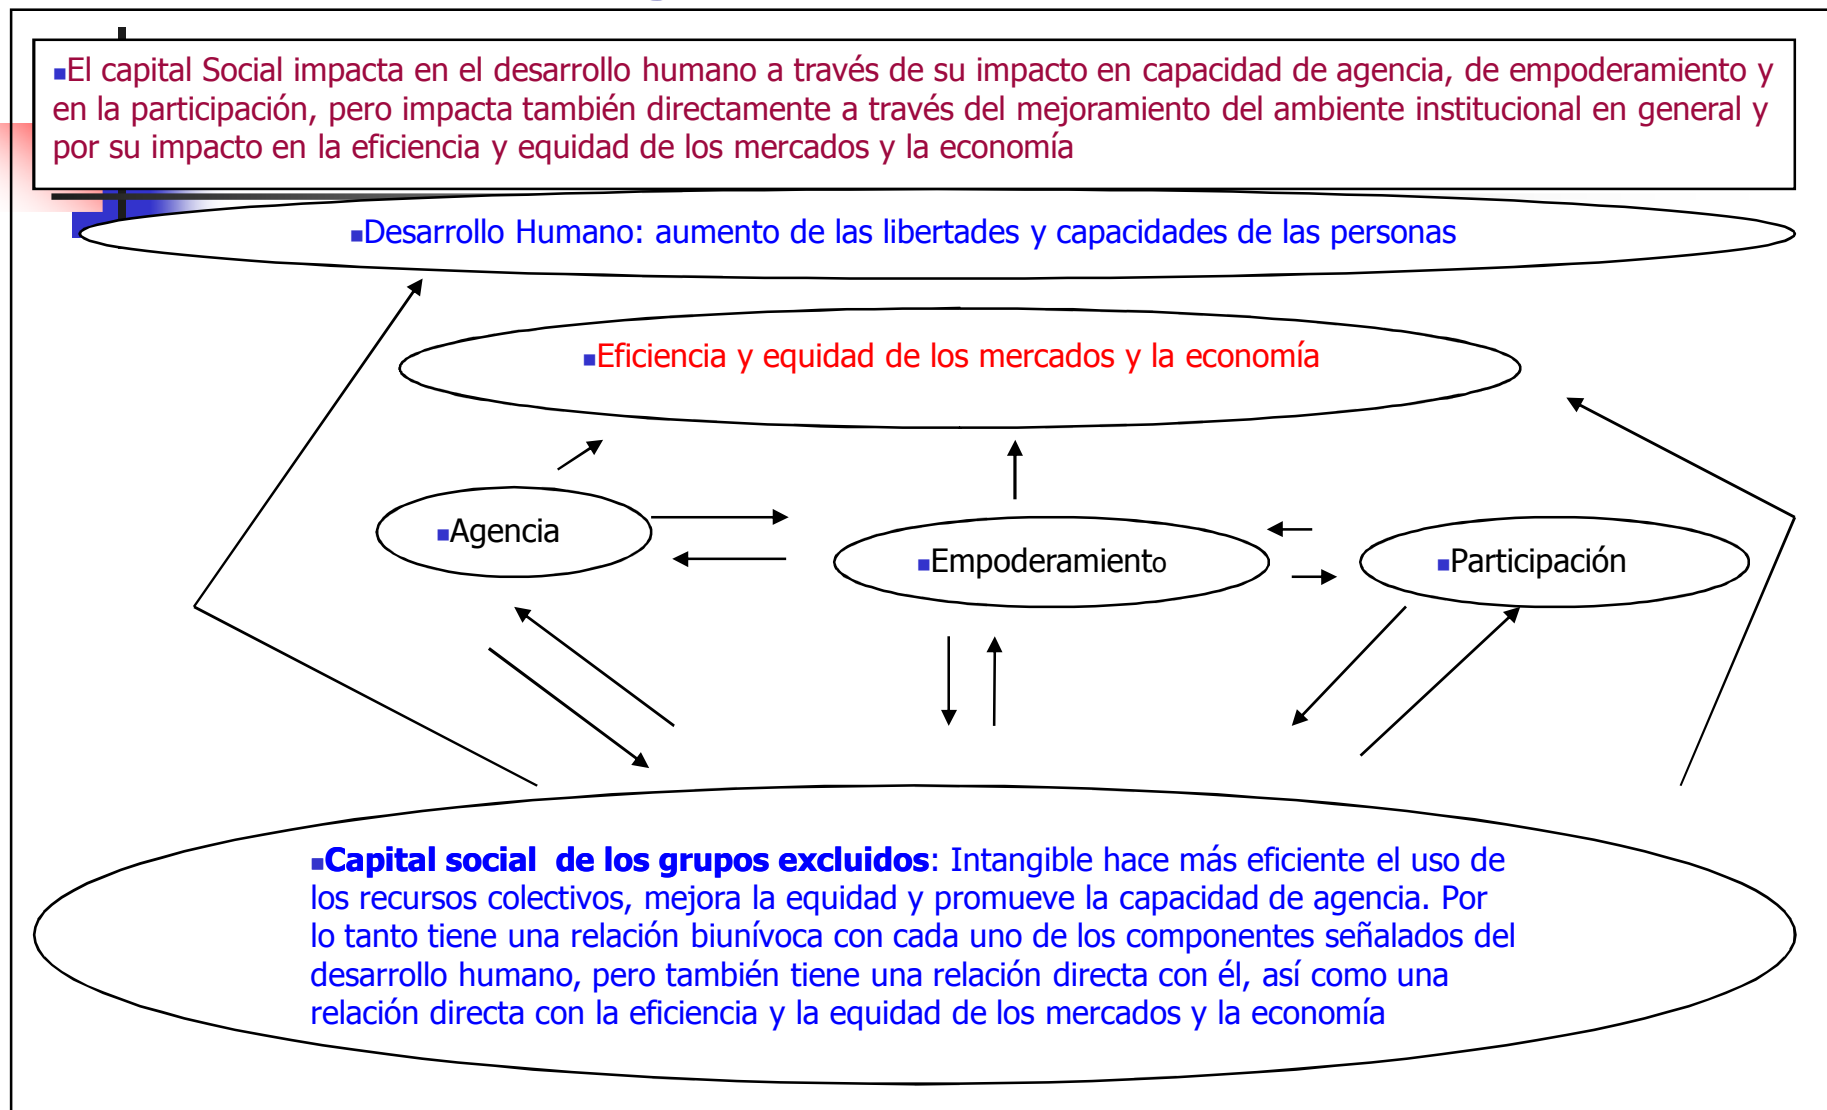 ▪El capital Social impacta en el desarrollo humano a través de su impacto en capacidad de agencia, de empoderamiento y
en la participación, pero impacta también directamente a través del mejoramiento del ambiente institucional en general y
por su impacto en la eficiencia y equidad de los mercados y la economía
▪Desarrollo Humano: aumento de las libertades y capacidades de las personas
▪Eficiencia y equidad de los mercados y la economía
▪Agencia
▪Empoderamiento
▪Participación
▪Capital social de los grupos excluidos: Intangible hace más eficiente el uso de
los recursos colectivos, mejora la equidad y promueve la capacidad de agencia. Por
lo tanto tiene una relación biunívoca con cada uno de los componentes señalados del
desarrollo humano, pero también tiene una relación directa con él, así como una
relación directa con la eficiencia y la equidad de los mercados y la economía